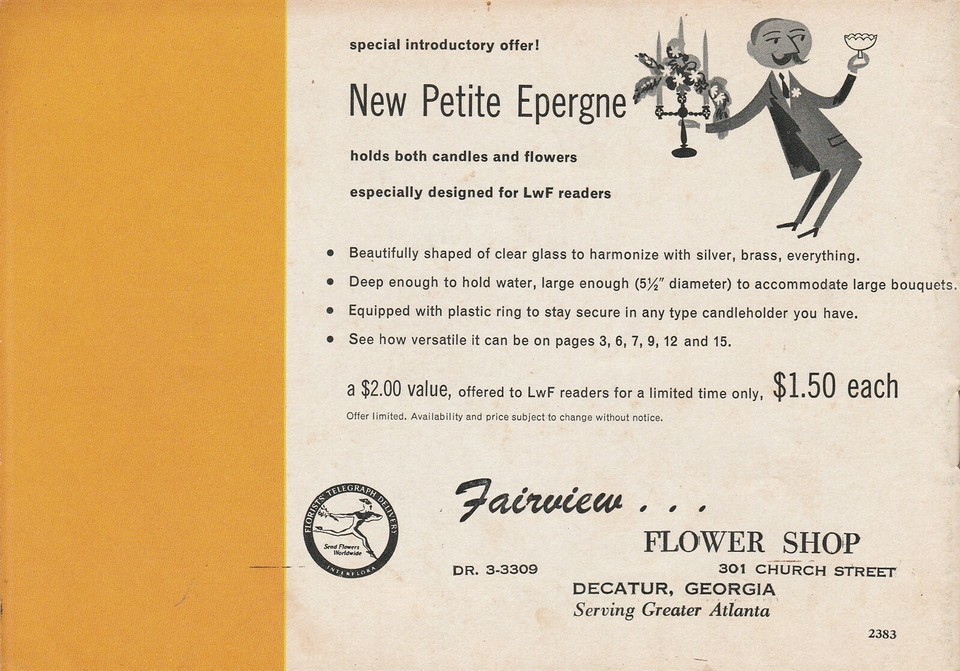 special introductory offer!
New Petite Epergne
holds both candles and flowers
especially designed for LwF readers
• Beautifully shaped of clear glass to harmonize with silver, brass, everything.
• Deep enough to hold water, large enough (5½″ diameter) to accommodate large bouquets.
• Equipped with plastic ring to stay secure in any type candleholder you have.
• See how versatile it can be on pages 3, 6, 7, 9, 12 and 15.
a $2.00 value, offered to LwF readers for a limited time only, $1.50 each
Offer limited. Availability and price subject to change without notice.
FLORISTS' TELEGRAPH DELIVERY
Send Flowers
Worldwide
INTERFLORA
Fairview . . .
FLOWER SHOP
DR. 3-3309 301 CHURCH STREET
DECATUR, GEORGIA
Serving Greater Atlanta
2383